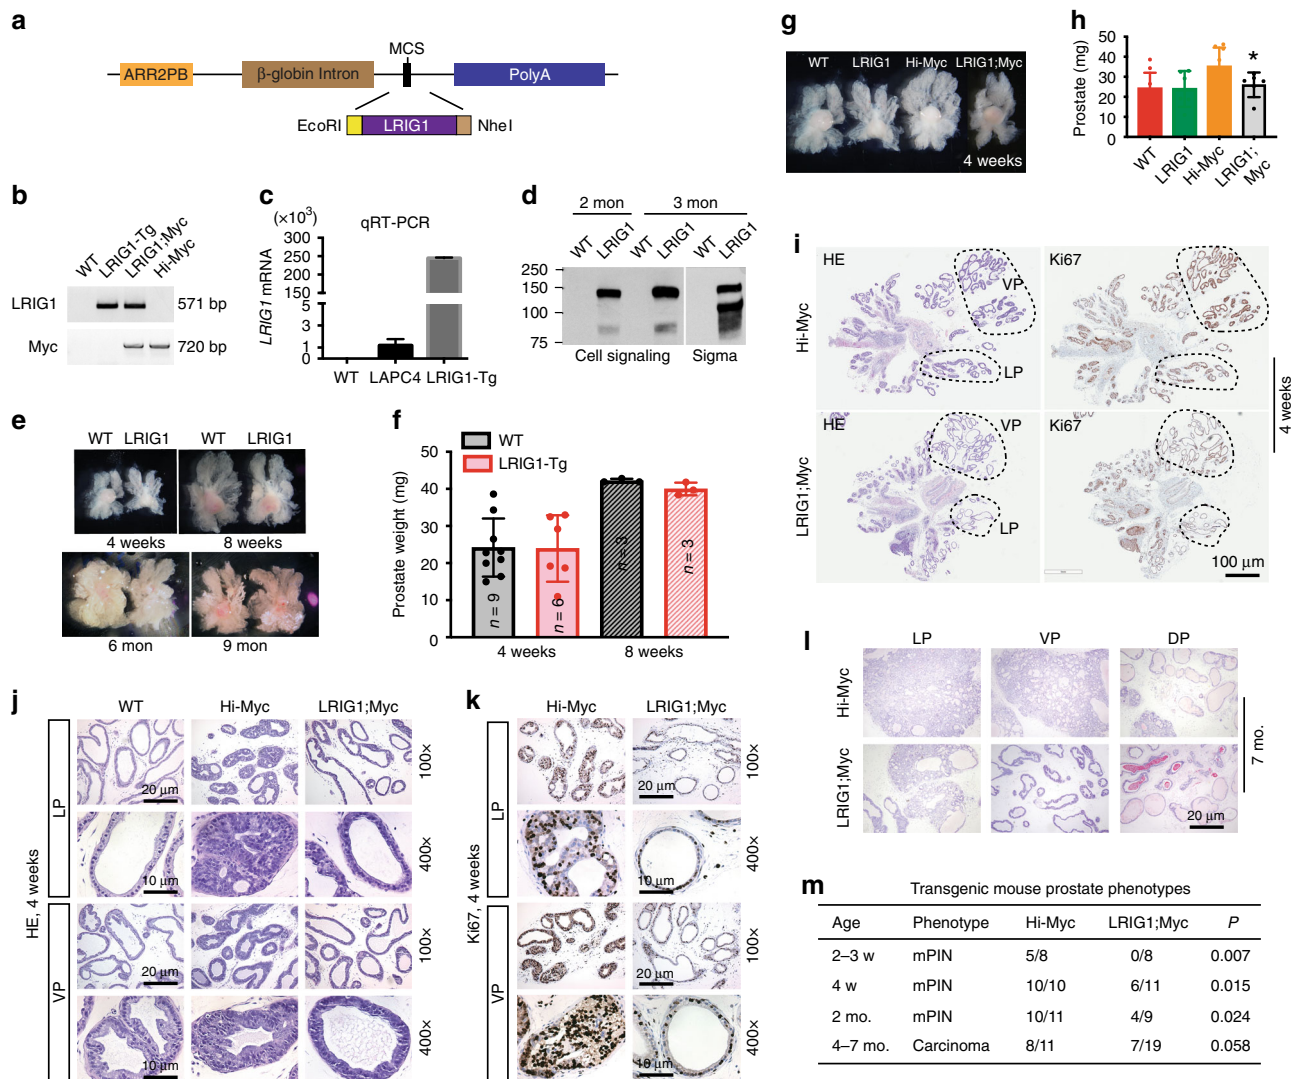 a
ARR2PB
β-globin Intron
MCS
PolyA
EcoRI
LRIG1
NheI
b
WT
LRIG1-Tg
LRIG1;Myc
Hi-Myc
LRIG1
571 bp
Myc
720 bp
c
(×10³)
qRT-PCR
LRIG1 mRNA
300
250
200
150
5
3
1
0
WT
LAPC4
LRIG1-Tg
d
2 mon
3 mon
WT
LRIG1
WT
LRIG1
WT
LRIG1
250
150
100
75
Cell signaling
Sigma
e
WT
LRIG1
WT
LRIG1
4 weeks
8 weeks
6 mon
9 mon
f
WT
LRIG1-Tg
Prostate weight (mg)
50
40
30
20
10
0
n = 9
n = 6
n = 3
n = 3
4 weeks
8 weeks
g
WT
LRIG1
Hi-Myc
LRIG1;Myc
4 weeks
h
Prostate (mg)
50
40
30
20
10
0
*
WT
LRIG1
Hi-Myc
LRIG1;
Myc
i
HE
VP
LP
Ki67
Hi-Myc
HE
VP
LP
Ki67
LRIG1;Myc
4 weeks
100 µm
j
WT
Hi-Myc
LRIG1;Myc
HE, 4 weeks
LP
VP
20 µm
100×
10 µm
400×
20 µm
100×
10 µm
400×
k
Hi-Myc
LRIG1;Myc
Ki67, 4 weeks
LP
VP
20 µm
100×
10 µm
400×
20 µm
100×
10 µm
400×
l
LP
VP
DP
Hi-Myc
LRIG1;Myc
7 mo.
20 µm
m
Transgenic mouse prostate phenotypes
Age Phenotype Hi-Myc LRIG1;Myc P
2–3 w mPIN 5/8 0/8 0.007
4 w mPIN 10/10 6/11 0.015
2 mo. mPIN 10/11 4/9 0.024
4–7 mo. Carcinoma 8/11 7/19 0.058